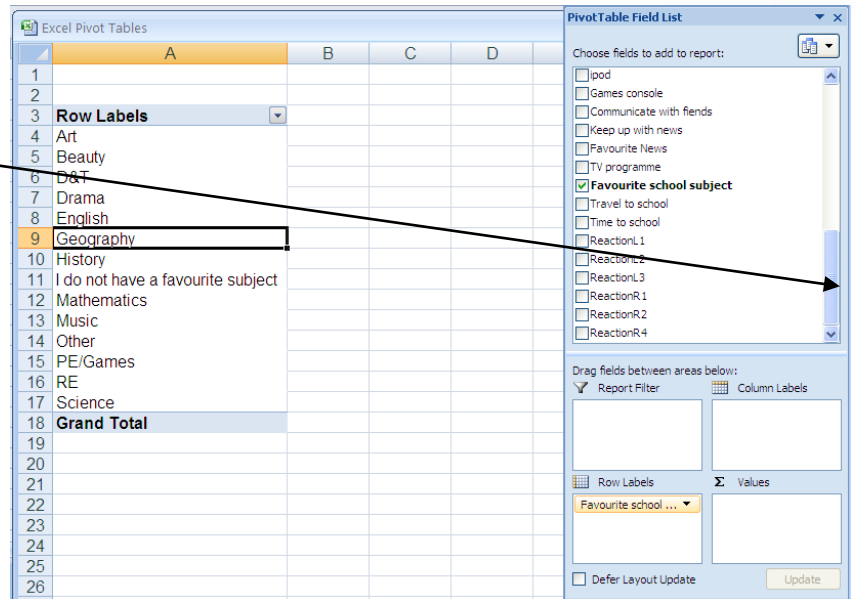 Excel Pivot Tables
A B C D
1
2
3 Row Labels
4 Art
5 Beauty
6 D&T
7 Drama
8 English
9 Geography
10 History
11 I do not have a favourite subject
12 Mathematics
13 Music
14 Other
15 PE/Games
16 RE
17 Science
18 Grand Total
19
20
21
22
23
24
25
26
PivotTable Field List
Choose fields to add to report:
ipod
Games console
Communicate with fiends
Keep up with news
Favourite News
TV programme
Favourite school subject
Travel to school
Time to school
ReactionL1
ReactionL2
ReactionL3
ReactionR1
ReactionR2
ReactionR4
Drag fields between areas below:
Report Filter Column Labels
Row Labels Σ Values
Favourite school ...
Defer Layout Update Update